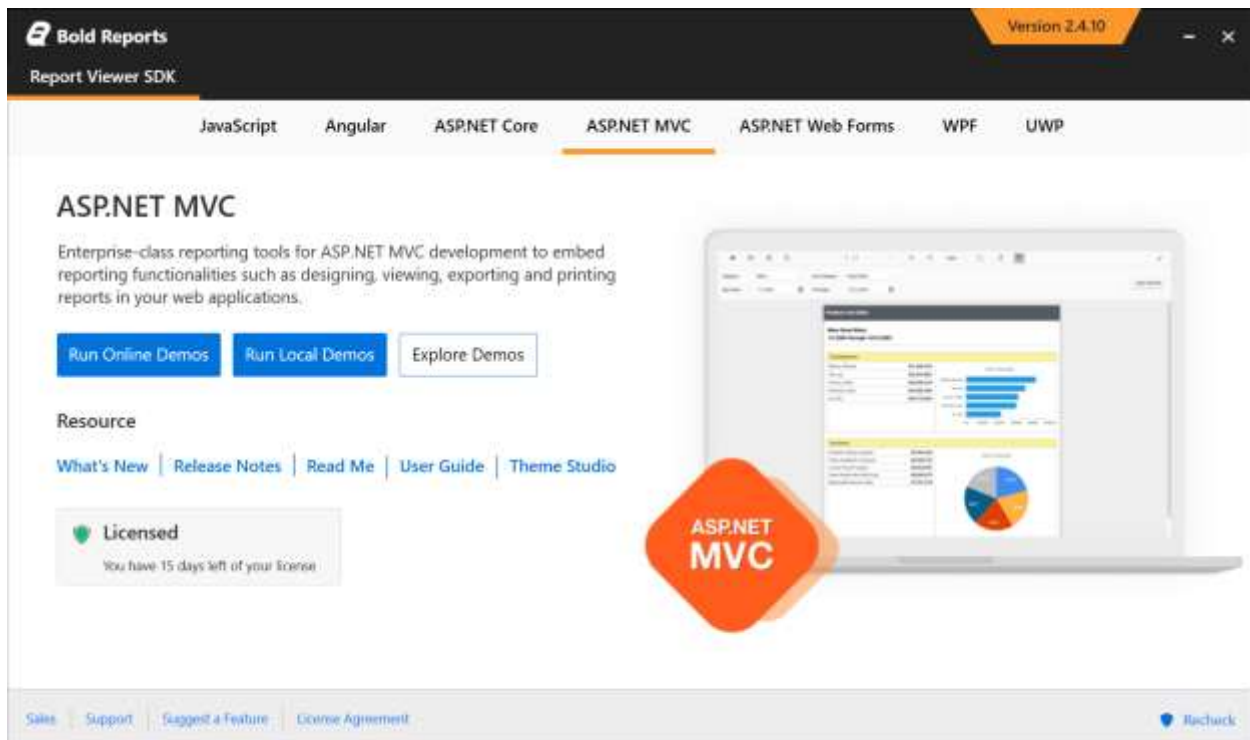 Bold Reports
Version 2.4.10
Report Viewer SDK
JavaScript Angular ASP.NET Core ASP.NET MVC ASP.NET Web Forms WPF UWP
ASP.NET MVC
Enterprise-class reporting tools for ASP.NET MVC development to embed
reporting functionalities such as designing, viewing, exporting and printing
reports in your web applications.
Run Online Demos Run Local Demos Explore Demos
Resource
What's New Release Notes Read Me User Guide Theme Studio
Licensed
You have 15 days left of your license
ASP.NET
MVC
Sales Support Suggest a Feature License Agreement Recheck